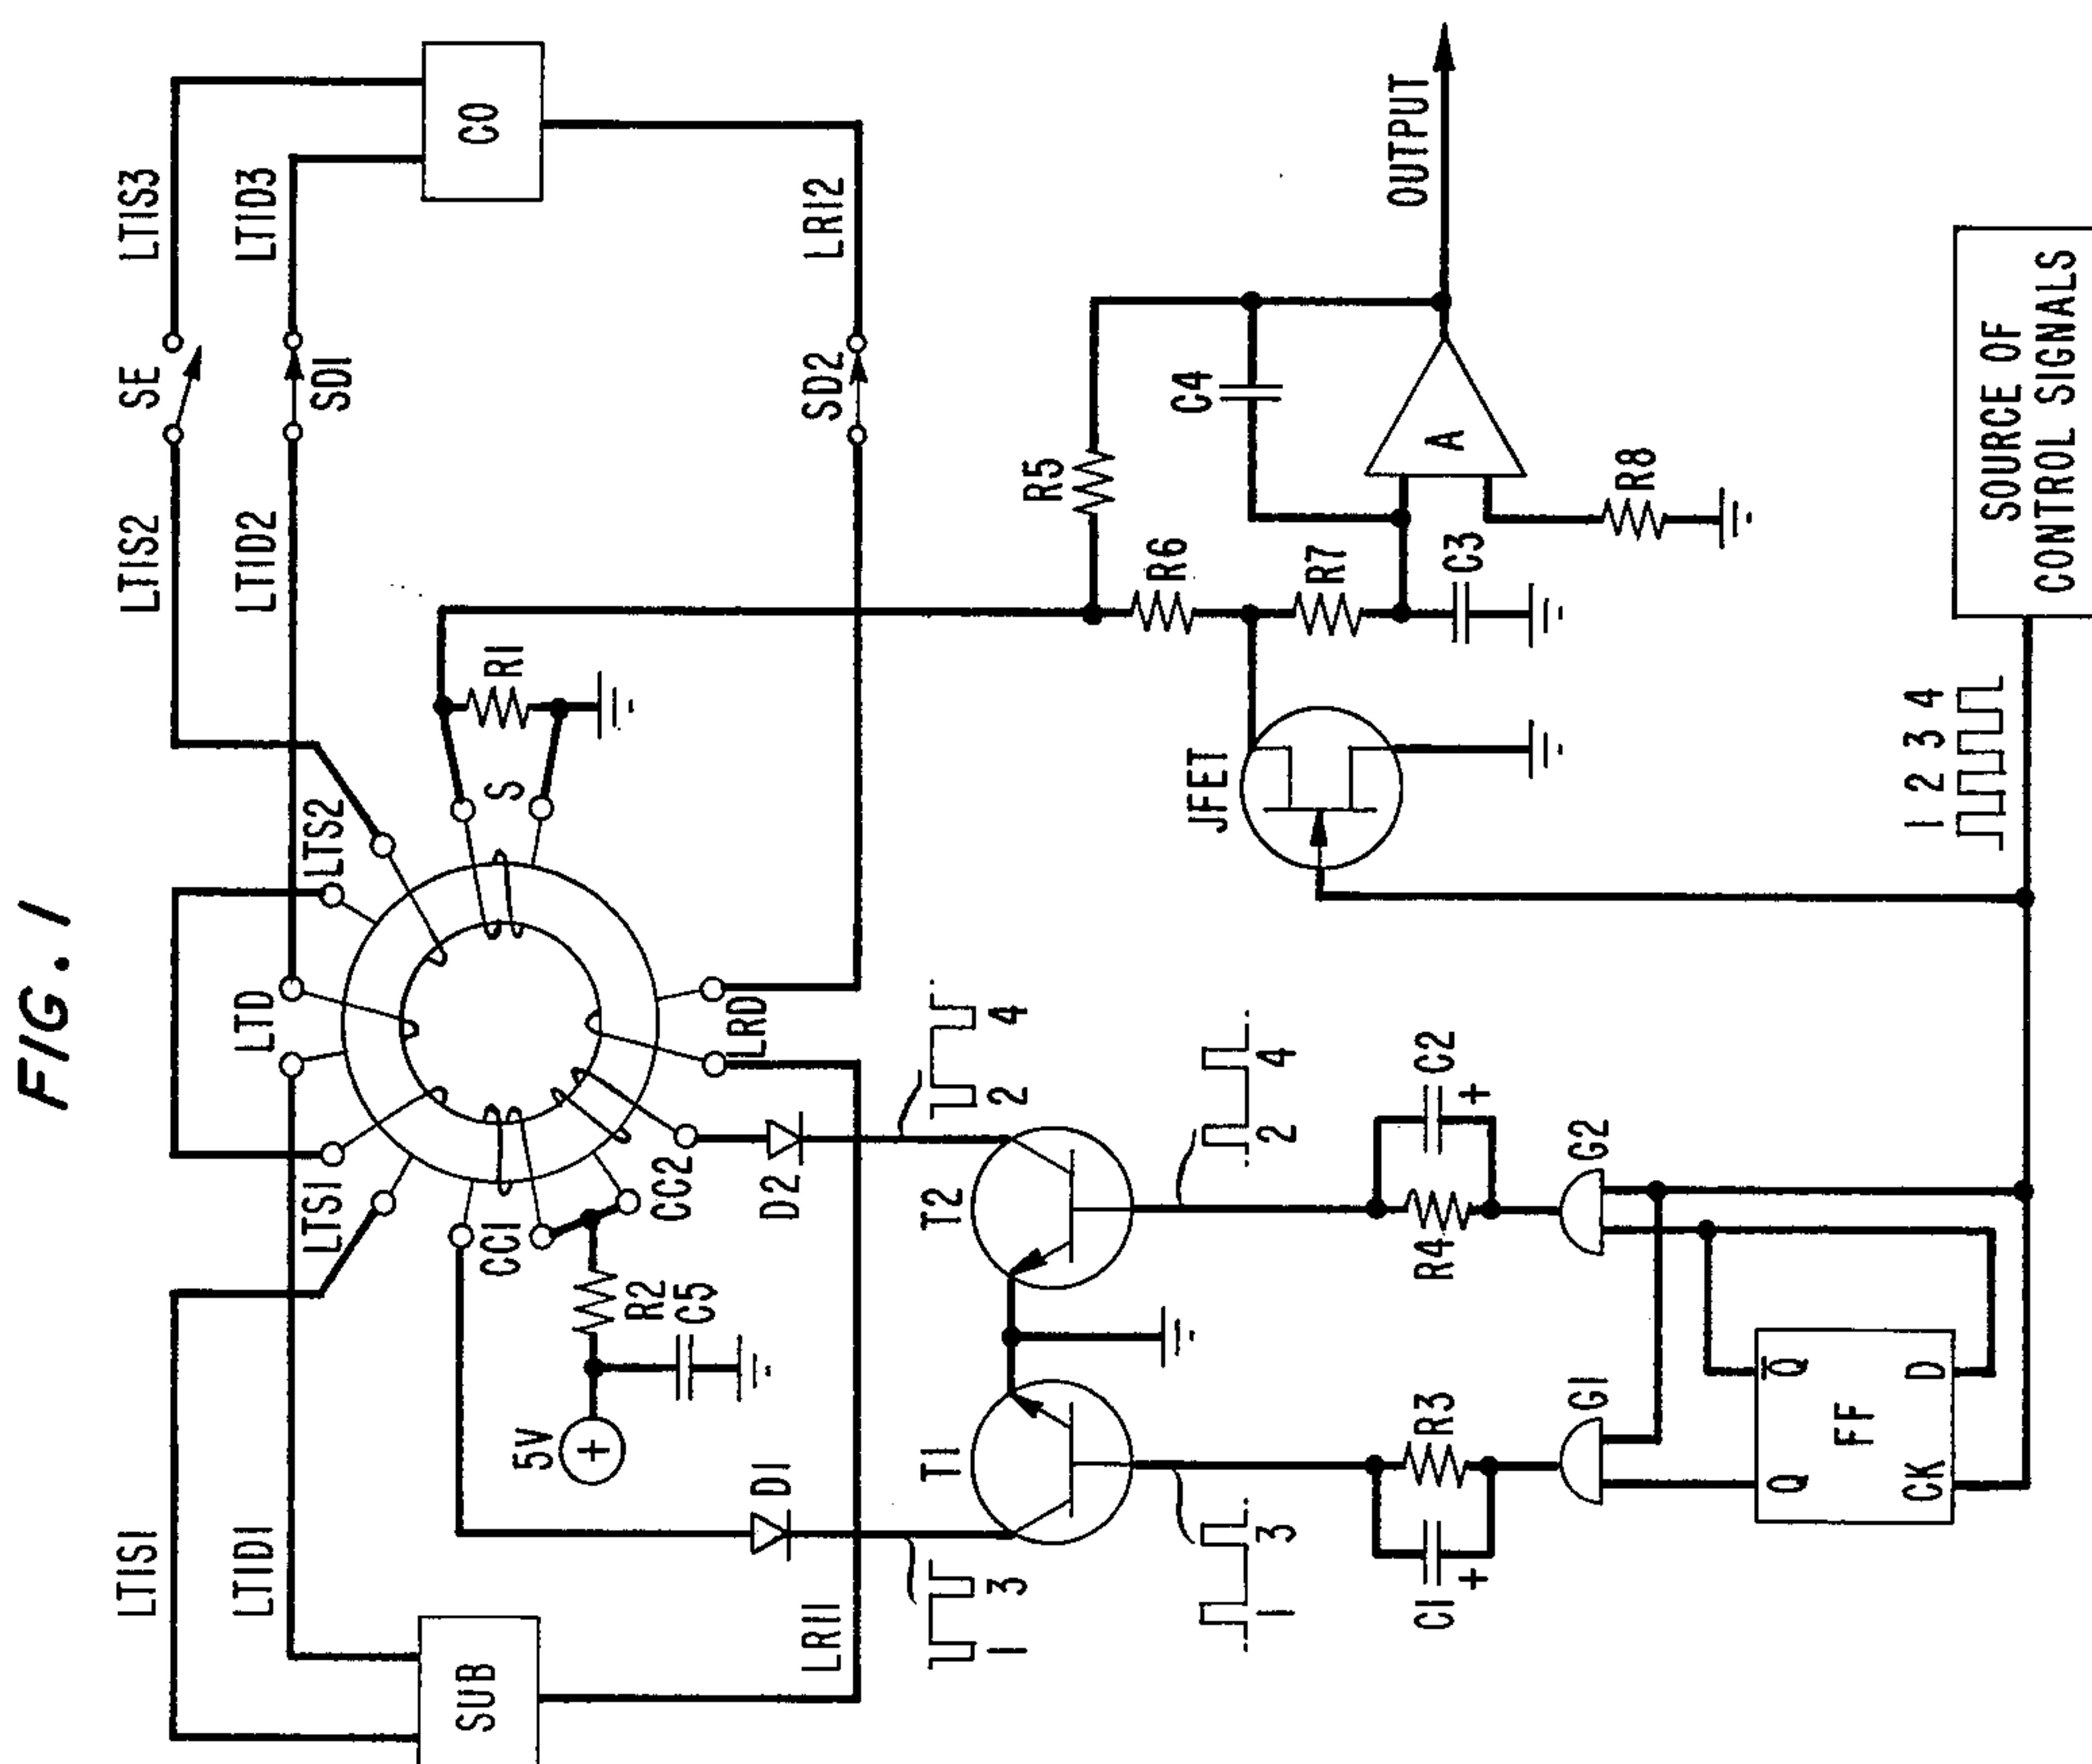 FIG. 1
LTIS1
LTIS2
SE
LTIS3
LTID1
LTID2
SD1
LTID3
SUB
LTS1
LTD
LTS2
CO
CC1
S
R1
5V
R2
C5
CC2
LRD
D1
D2
LRI1
SD2
LRI2
1 3
2 4
T1
T2
R5
C4
R6
JFET
R7
A
OUTPUT
1 3
2 4
C3
R8
C1
+
R3
R4
C2
+
G1
G2
Q
Q̅
FF
CK
D
1 2 3 4
SOURCE OF
CONTROL SIGNALS